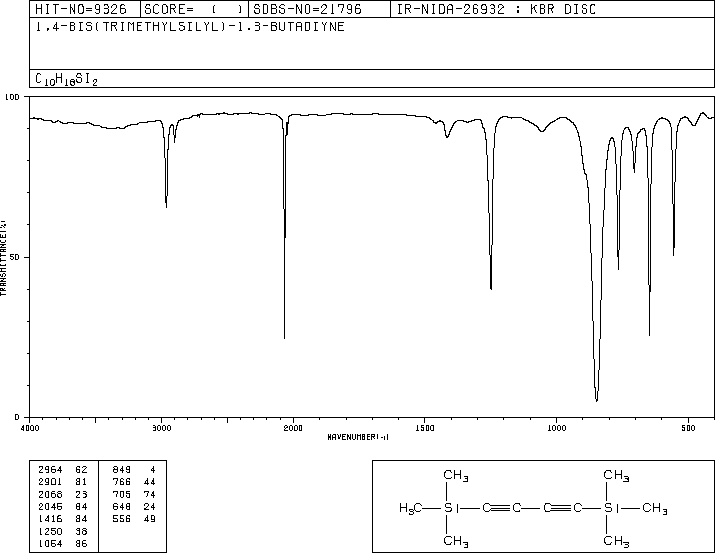 HIT-NO=9326 SCORE= ( ) SDBS-NO=21796 IR-NIDA-26932 : KBR DISC
1,4-BIS(TRIMETHYLSILYL)-1,3-BUTADIYNE
C10H18SI2
100
50
0
TRANSMITTANCE(%)
4000 3000 2000 1500 1000 500
WAVENUMBER(-1)
2964 62 849 4
2901 81 766 44
2068 23 705 74
2045 84 648 24
1416 84 556 49
1250 38
1054 86
CH3 CH3
H3C SI C C C C SI CH3
CH3 CH3